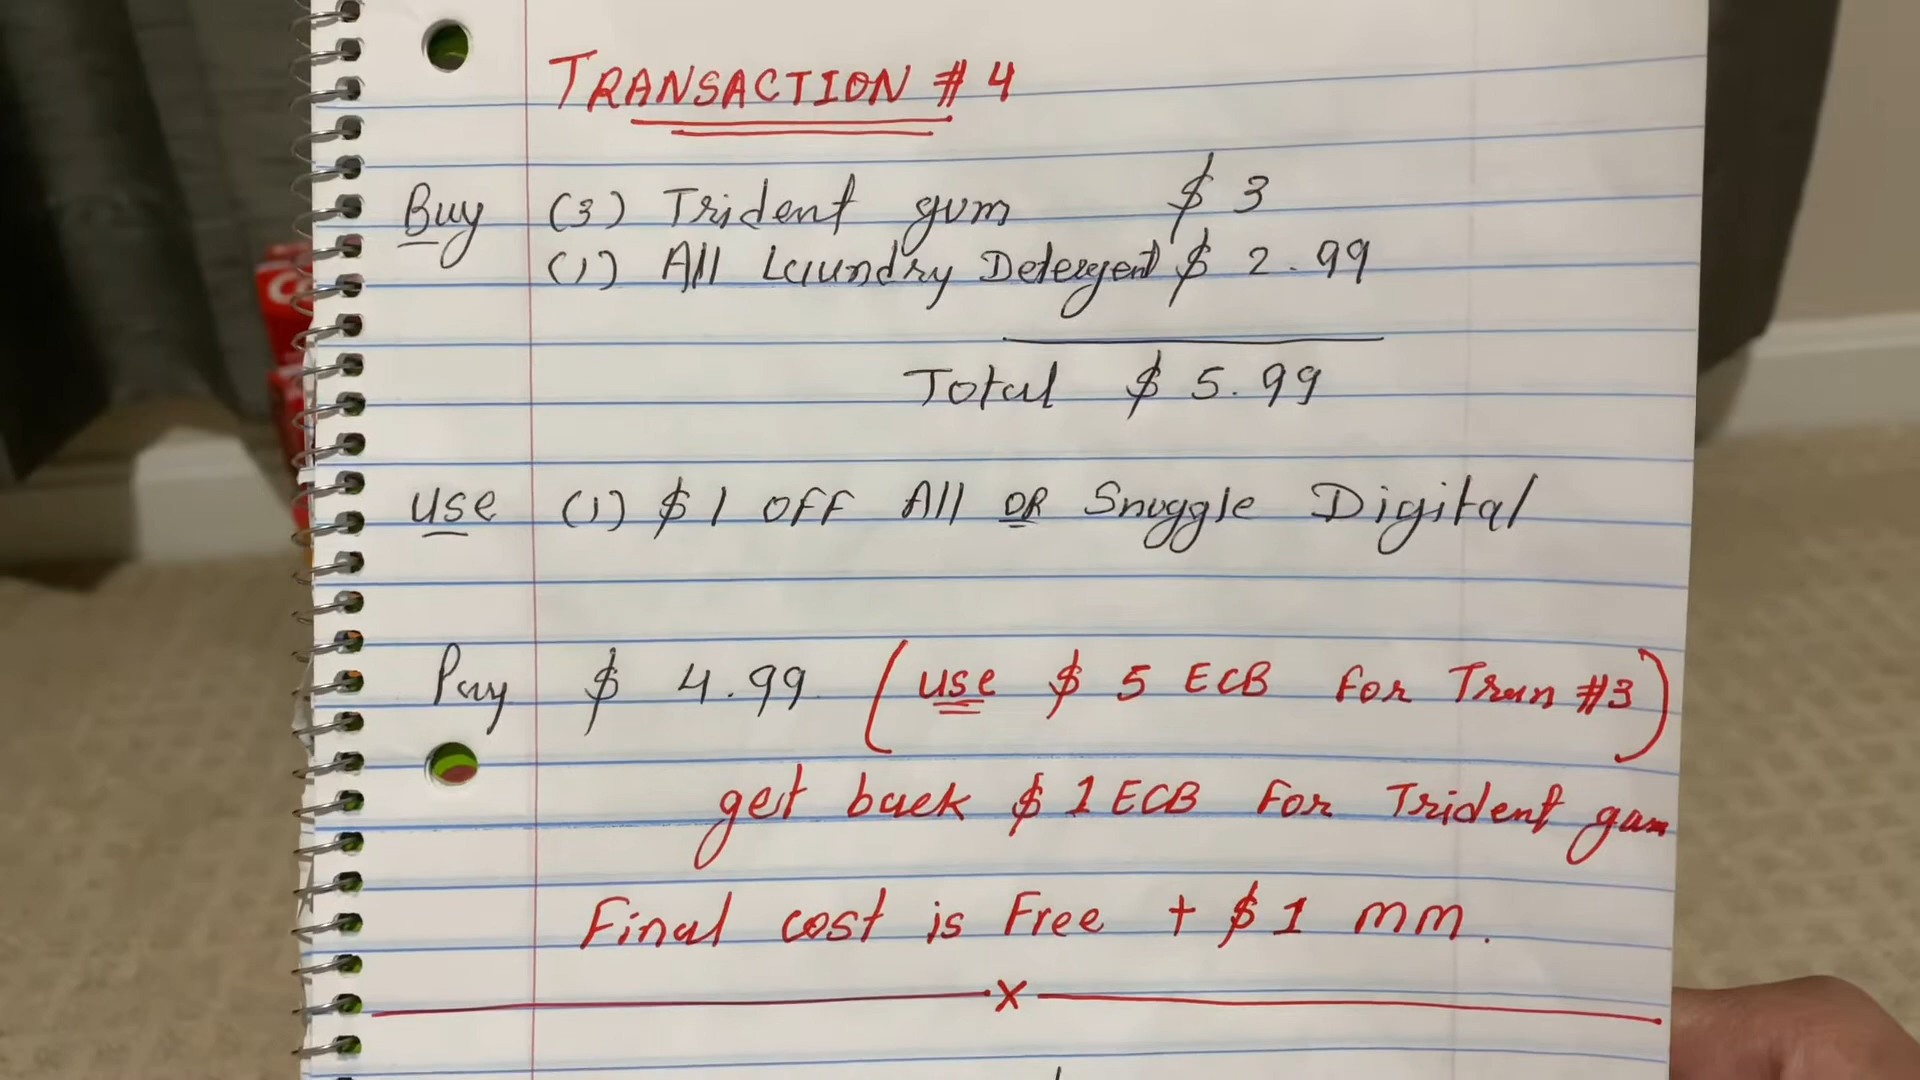 TRANSACTION # 4
Buy (3) Trident gum $ 3
(1) All Laundry Detergent $ 2.99
Total $ 5.99
use (1) $1 OFF All OR Snuggle Digital
Pay $ 4.99 (use $ 5 ECB For Tran #3)
get back $ 1 ECB For Trident gum
Final cost is Free + $1 mm.
x